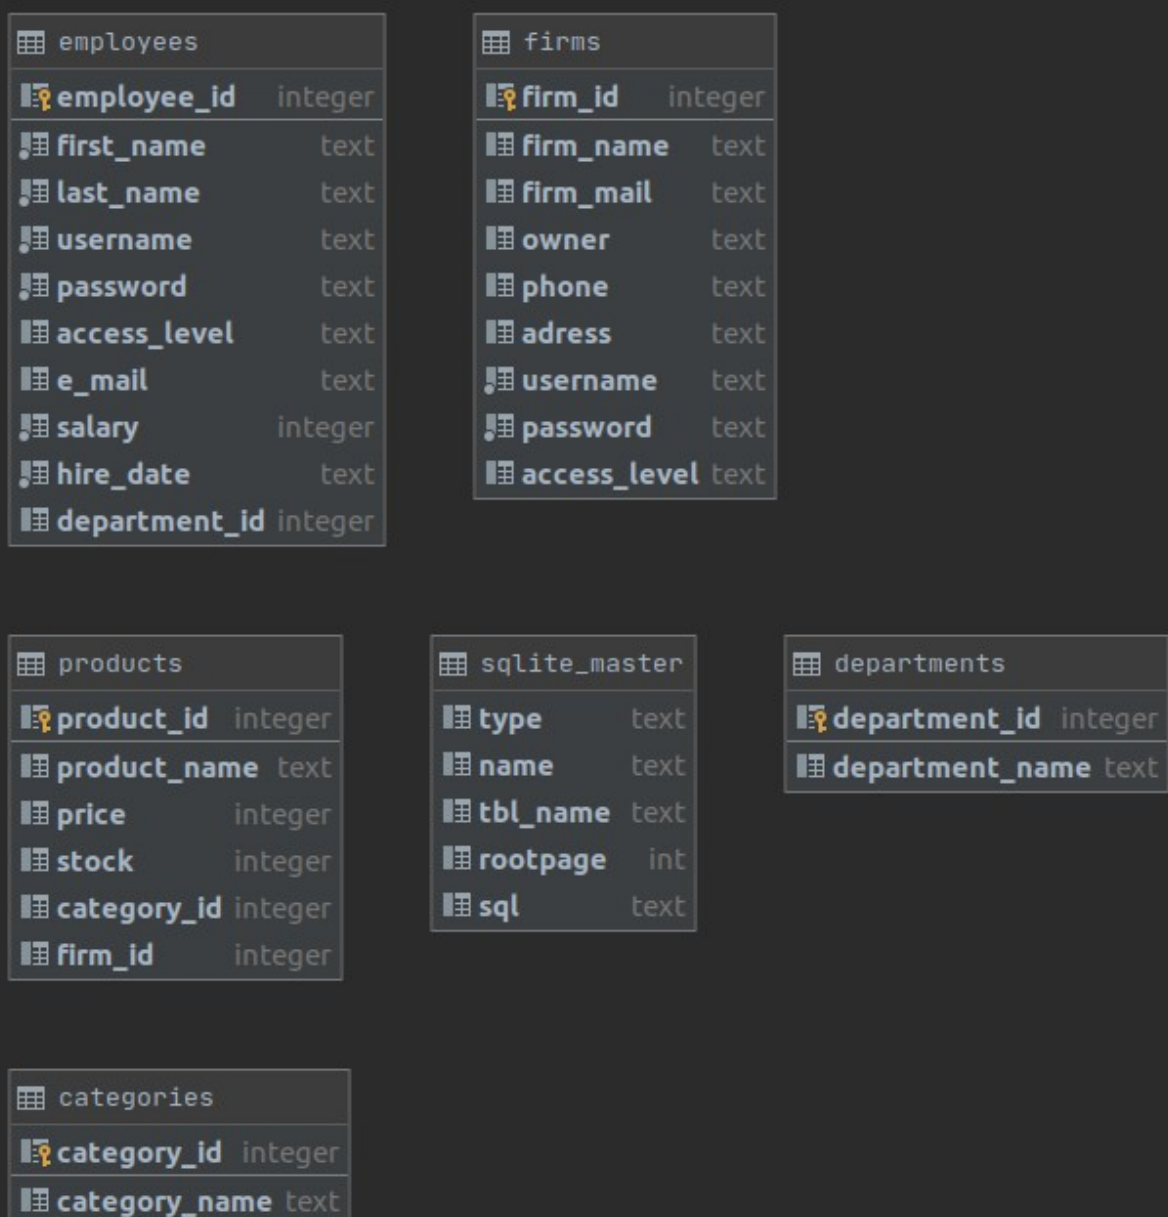 employees
employee_id integer
first_name text
last_name text
username text
password text
access_level text
e_mail text
salary integer
hire_date text
department_id integer
firms
firm_id integer
firm_name text
firm_mail text
owner text
phone text
adress text
username text
password text
access_level text
products
product_id integer
product_name text
price integer
stock integer
category_id integer
firm_id integer
sqlite_master
type text
name text
tbl_name text
rootpage int
sql text
departments
department_id integer
department_name text
categories
category_id integer
category_name text